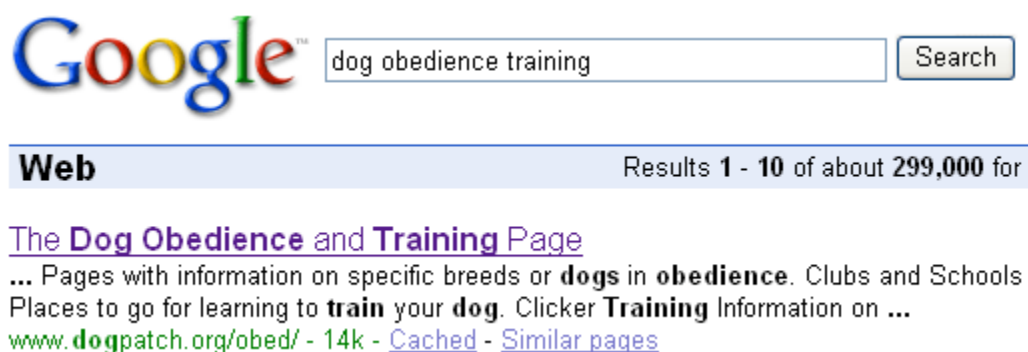 Google™
dog obedience training
Search
Web
Results 1 - 10 of about 299,000 for
The Dog Obedience and Training Page
... Pages with information on specific breeds or dogs in obedience. Clubs and Schools
Places to go for learning to train your dog. Clicker Training Information on ...
www.dogpatch.org/obed/ - 14k - Cached - Similar pages